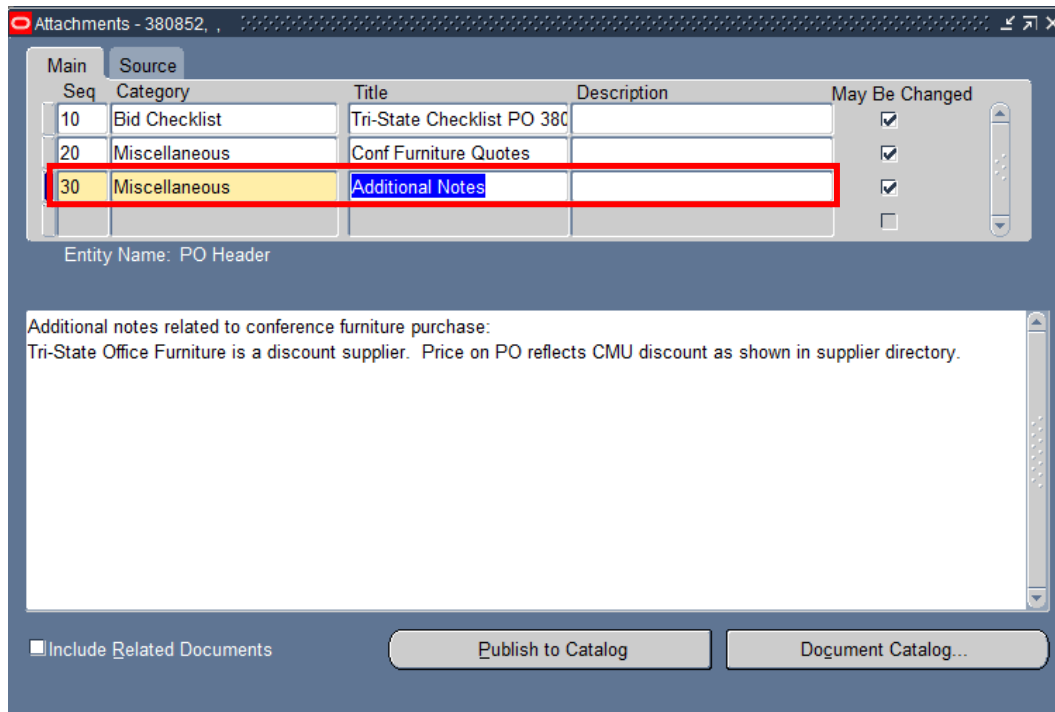 Attachments - 380852, ,
Main Source
Seq Category Title Description May Be Changed
10 Bid Checklist Tri-State Checklist PO 380
20 Miscellaneous Conf Furniture Quotes
30 Miscellaneous Additional Notes
Entity Name: PO Header
Additional notes related to conference furniture purchase:
Tri-State Office Furniture is a discount supplier. Price on PO reflects CMU discount as shown in supplier directory.
Include Related Documents Publish to Catalog Document Catalog...